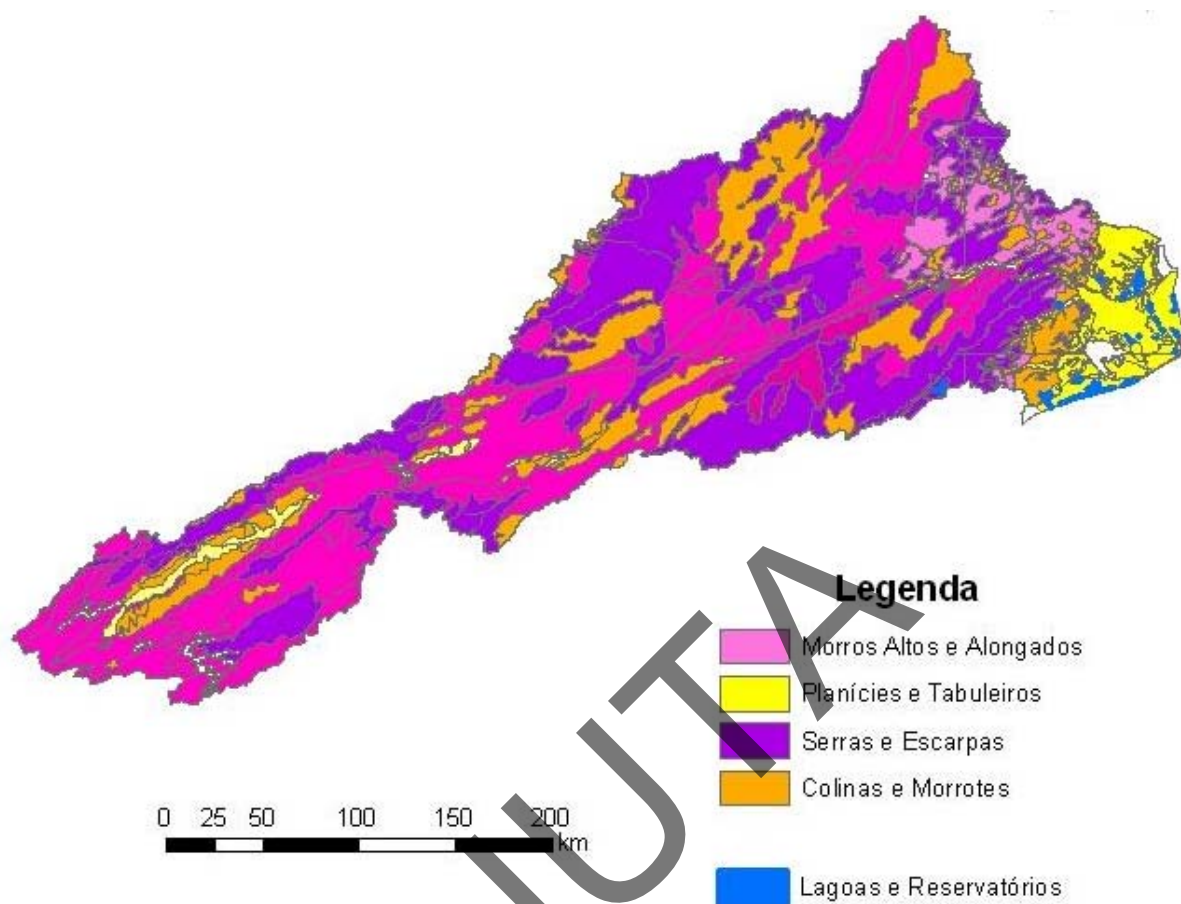 Legenda
Morros Altos e Alongados
Planícies e Tabuleiros
Serras e Escarpas
Colinas e Morrotes
Lagoas e Reservatórios
0 25 50 100 150 200
km